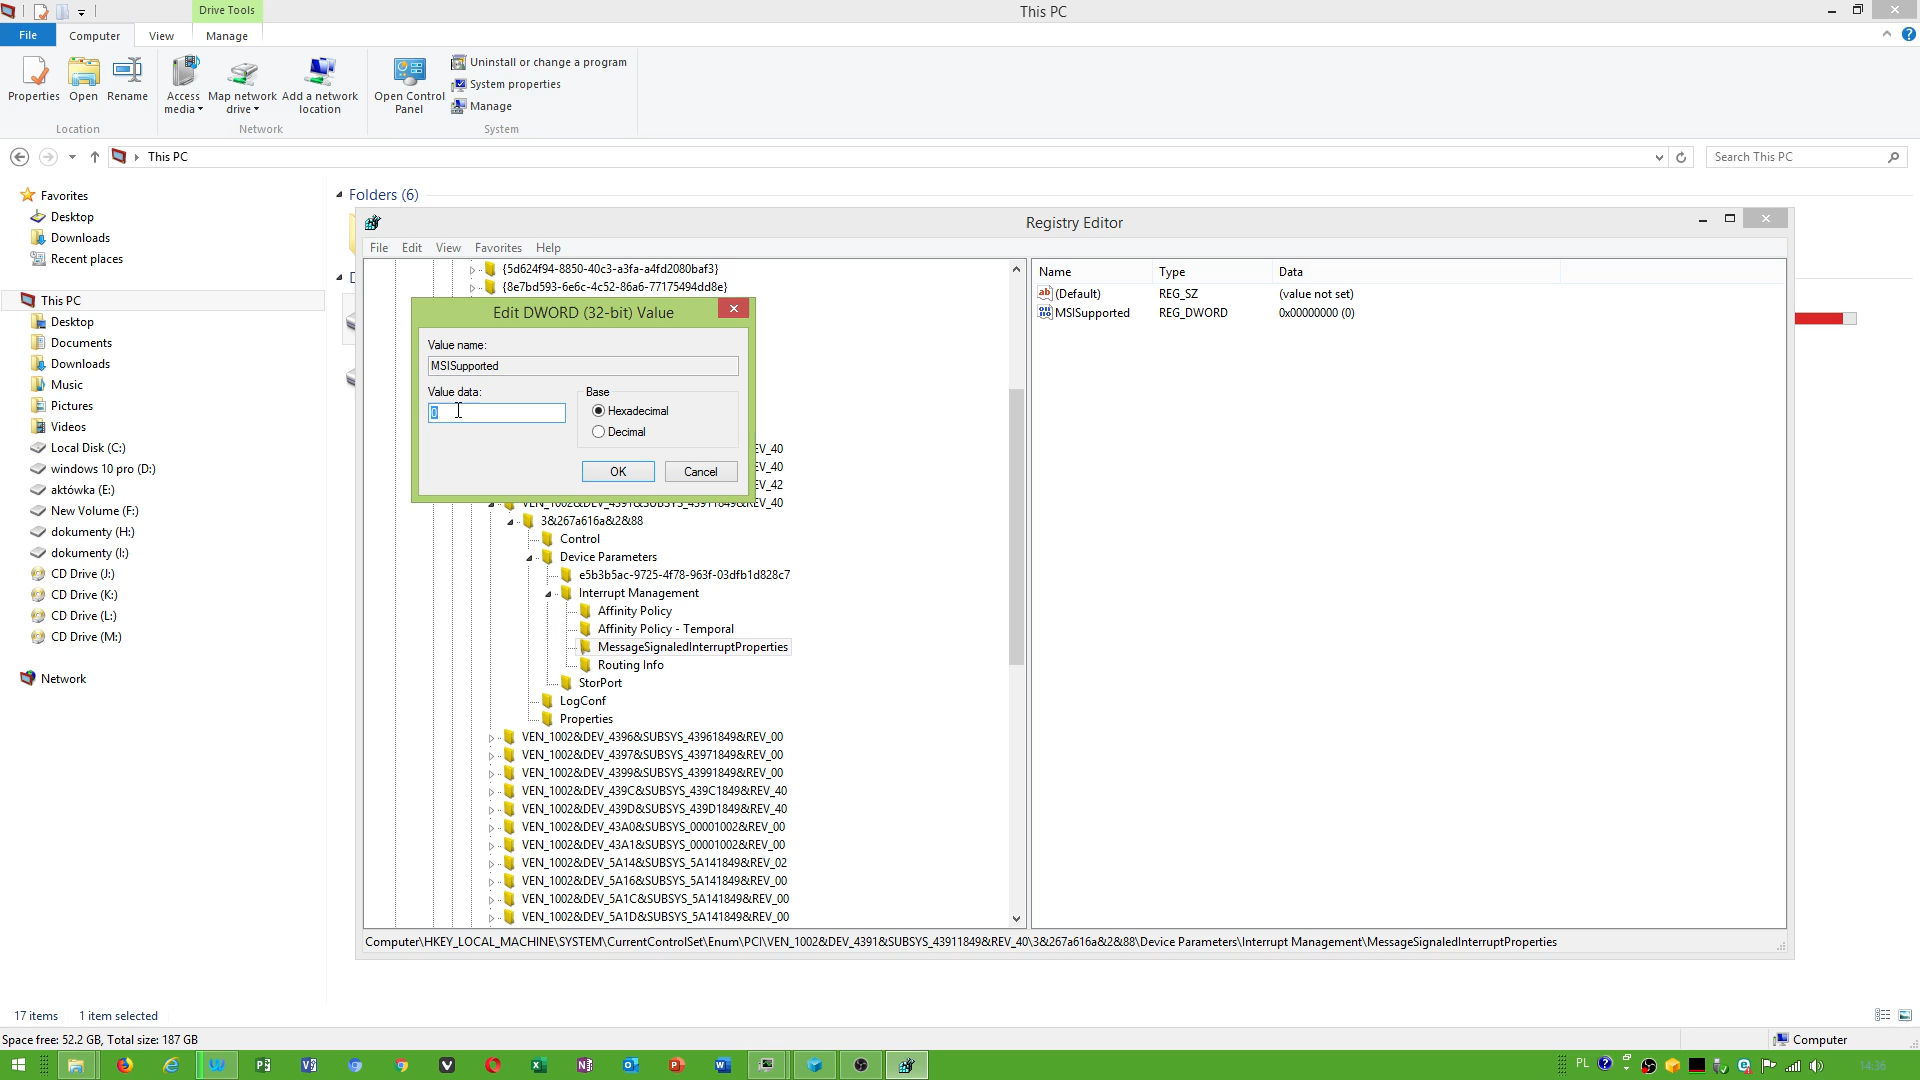 Drive Tools
This PC
File
Computer
View
Manage
Properties
Open
Rename
Access media
Map network drive
Add a network location
Open Control Panel
Uninstall or change a program
System properties
Manage
Location
Network
System
This PC
Search This PC
Favorites
Desktop
Downloads
Recent places
This PC
Desktop
Documents
Downloads
Music
Pictures
Videos
Local Disk (C:)
windows 10 pro (D:)
aktówka (E:)
New Volume (F:)
dokumenty (H:)
dokumenty (I:)
CD Drive (J:)
CD Drive (K:)
CD Drive (L:)
CD Drive (M:)
Network
Folders (6)
Registry Editor
File Edit View Favorites Help
{5d624f94-8850-40c3-a3fa-a4fd2080baf3}
{8e7bd593-6e6c-4c52-86a6-77175494dd8e}
Edit DWORD (32-bit) Value
Value name:
MSISupported
Value data:
0
Base
Hexadecimal
Decimal
OK
Cancel
EV_40
EV_40
EV_42
VEN_1002&DEV_4391&SUBSYS_43911849&REV_40
3&267a616a&2&88
Control
Device Parameters
e5b3b5ac-9725-4f78-963f-03dfb1d828c7
Interrupt Management
Affinity Policy
Affinity Policy - Temporal
MessageSignaledInterruptProperties
Routing Info
StorPort
LogConf
Properties
VEN_1002&DEV_4396&SUBSYS_43961849&REV_00
VEN_1002&DEV_4397&SUBSYS_43971849&REV_00
VEN_1002&DEV_4399&SUBSYS_43991849&REV_00
VEN_1002&DEV_439C&SUBSYS_439C1849&REV_40
VEN_1002&DEV_439D&SUBSYS_439D1849&REV_40
VEN_1002&DEV_43A0&SUBSYS_00001002&REV_00
VEN_1002&DEV_43A1&SUBSYS_00001002&REV_00
VEN_1002&DEV_5A14&SUBSYS_5A141849&REV_02
VEN_1002&DEV_5A16&SUBSYS_5A141849&REV_00
VEN_1002&DEV_5A1C&SUBSYS_5A141849&REV_00
VEN_1002&DEV_5A1D&SUBSYS_5A141849&REV_00
Name Type Data
(Default) REG_SZ (value not set)
MSISupported REG_DWORD 0x00000000 (0)
Computer\HKEY_LOCAL_MACHINE\SYSTEM\CurrentControlSet\Enum\PCI\VEN_1002&DEV_4391&SUBSYS_43911849&REV_40\3&267a616a&2&88\Device Parameters\Interrupt Management\MessageSignaledInterruptProperties
17 items 1 item selected
Space free: 52.2 GB, Total size: 187 GB
Computer
PL
14:36